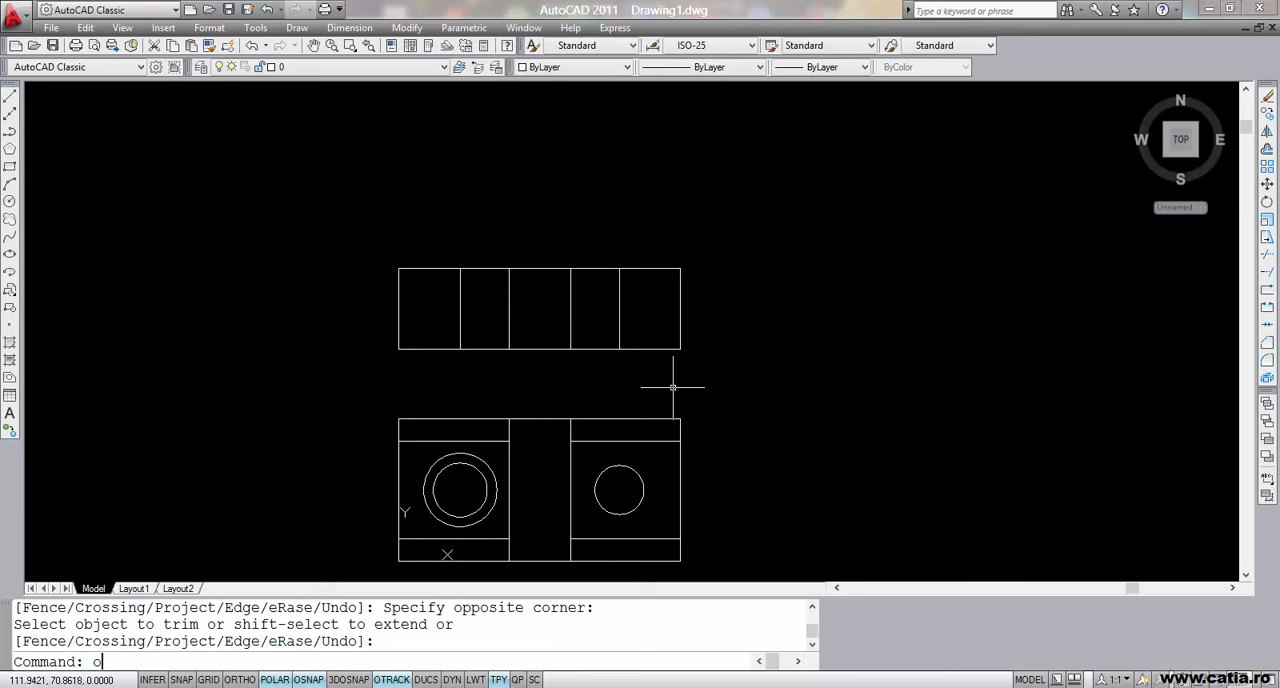 AutoCAD Classic
AutoCAD 2011 Drawing1.dwg
Type a keyword or phrase
File Edit View Insert Format Tools Draw Dimension Modify Parametric Window Help Express
Standard ISO-25 Standard Standard
AutoCAD Classic 0 ByLayer ByLayer ByLayer ByColor
N
W TOP E
S
Unnamed
Y
X
Model Layout1 Layout2
[Fence/Crossing/Project/Edge/eRase/Undo]: Specify opposite corner:
Select object to trim or shift-select to extend or
[Fence/Crossing/Project/Edge/eRase/Undo]:
Command: o
111.9421, 70.8618, 0.0000 INFER SNAP GRID ORTHO POLAR OSNAP 3DOSNAP OTRACK DUCS DYN LWT TPY QP SC MODEL 1:1 www.catia.ro